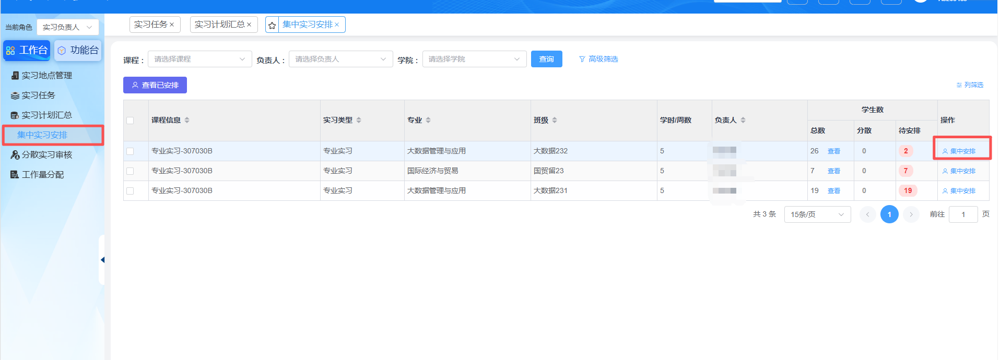 当前角色 实习负责人
实习任务× 实习计划汇总× 集中实习安排×
工作台 功能台
课程： 请选择课程 负责人： 请选择负责人 学院： 请选择学院 查询 高级筛选
实习地点管理
查看已安排 列筛选
实习任务
实习计划汇总
集中实习安排
分散实习审核
工作量分配
课程信息 实习类型 专业 班级 学时/周数 负责人 学生数 操作
总数 分散 待安排
专业实习-307030B 专业实习 大数据管理与应用 大数据232 5 26 查看 0 2 集中安排
专业实习-307030B 专业实习 国际经济与贸易 国贸留23 5 7 查看 0 7 集中安排
专业实习-307030B 专业实习 大数据管理与应用 大数据231 5 19 查看 0 19 集中安排
共 3 条 15条/页 1 前往 1 页